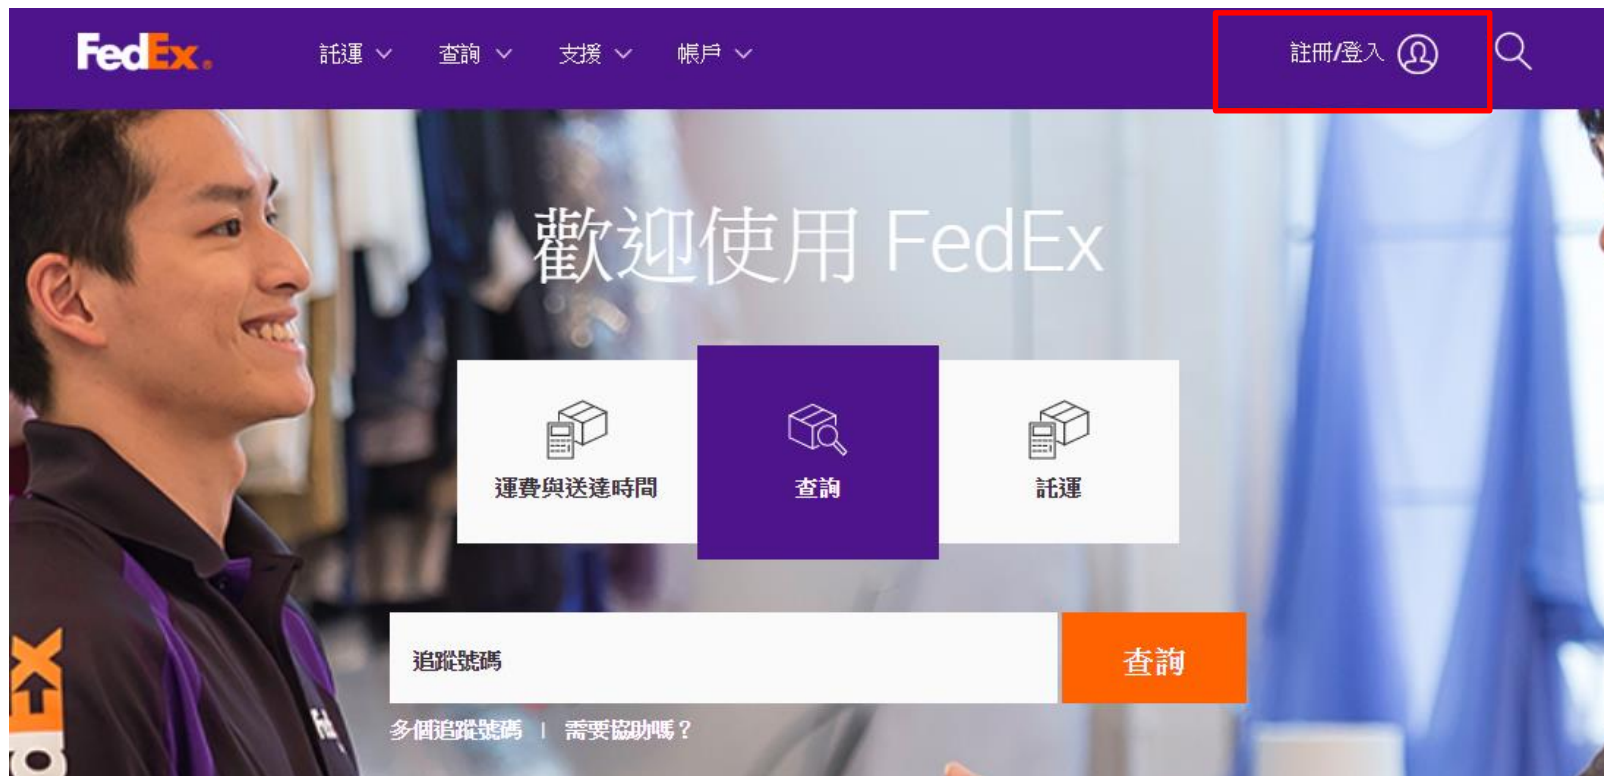 FedEx. 託運 查詢 支援 帳戶 註冊/登入
歡迎使用 FedEx
運費與送達時間 查詢 託運
追蹤號碼 查詢
多個追蹤號碼 | 需要協助嗎？
Ex
Fed